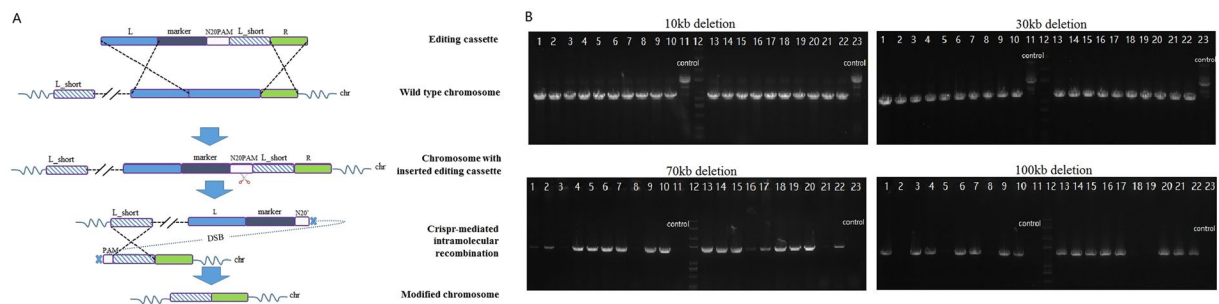 A
L
marker
N20PAM
L_short
R
Editing cassette
L_short
chr
Wild type chromosome
L_short
marker
N20PAM
L_short
R
chr
Chromosome with
inserted editing cassette
L_short
L
marker
N20'
DSB
PAM
chr
Crispr-mediated
intramolecular
recombination
chr
Modified chromosome
B
10kb deletion
1 2 3 4 5 6 7 8 9 10 11 12 13 14 15 16 17 18 19 20 21 22 23
control
control
30kb deletion
1 2 3 4 5 6 7 8 9 10 11 12 13 14 15 16 17 18 19 20 21 22 23
control
control
70kb deletion
1 2 3 4 5 6 7 8 9 10 11 12 13 14 15 16 17 18 19 20 21 22 23
control
control
100kb deletion
1 2 3 4 5 6 7 8 9 10 11 12 13 14 15 16 17 18 19 20 21 22 23
control
control